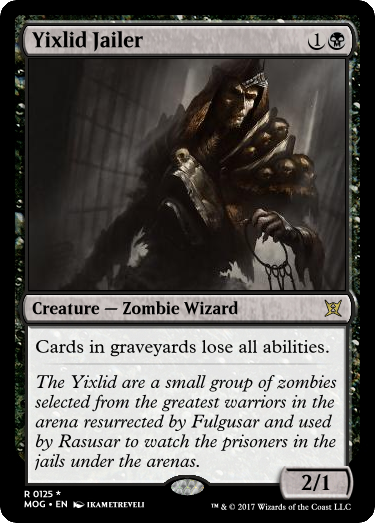 Yixlid Jailer 1
Creature — Zombie Wizard
Cards in graveyards lose all abilities.
The Yixlid are a small group of zombies
selected from the greatest warriors in the
arena resurrected by Fulgusar and used
by Rasusar to watch the prisoners in the
jails under the arenas.
2/1
R 0125 *
MOG • EN IKAMETREVELI
™ & © 2017 Wizards of the Coast LLC